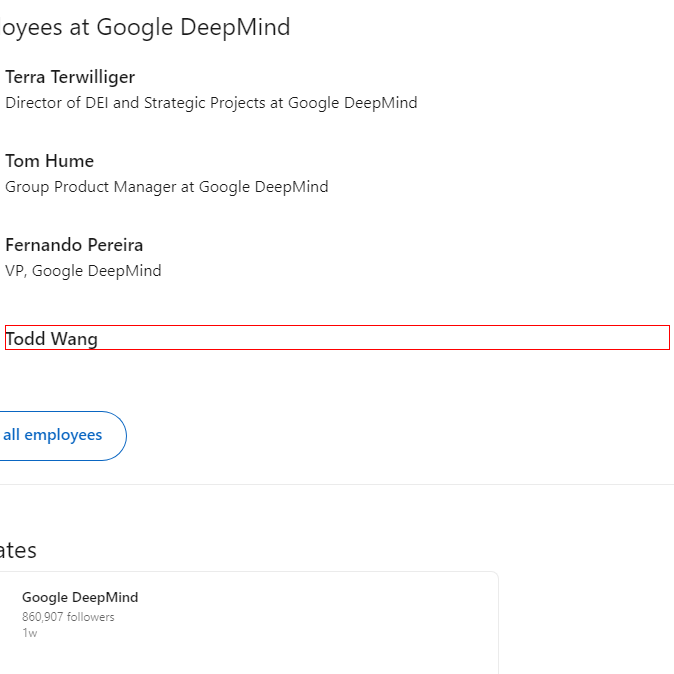 oyees at Google DeepMind
Terra Terwilliger
Director of DEI and Strategic Projects at Google DeepMind
Tom Hume
Group Product Manager at Google DeepMind
Fernando Pereira
VP, Google DeepMind
Todd Wang
all employees
ates
Google DeepMind
860,907 followers
1w